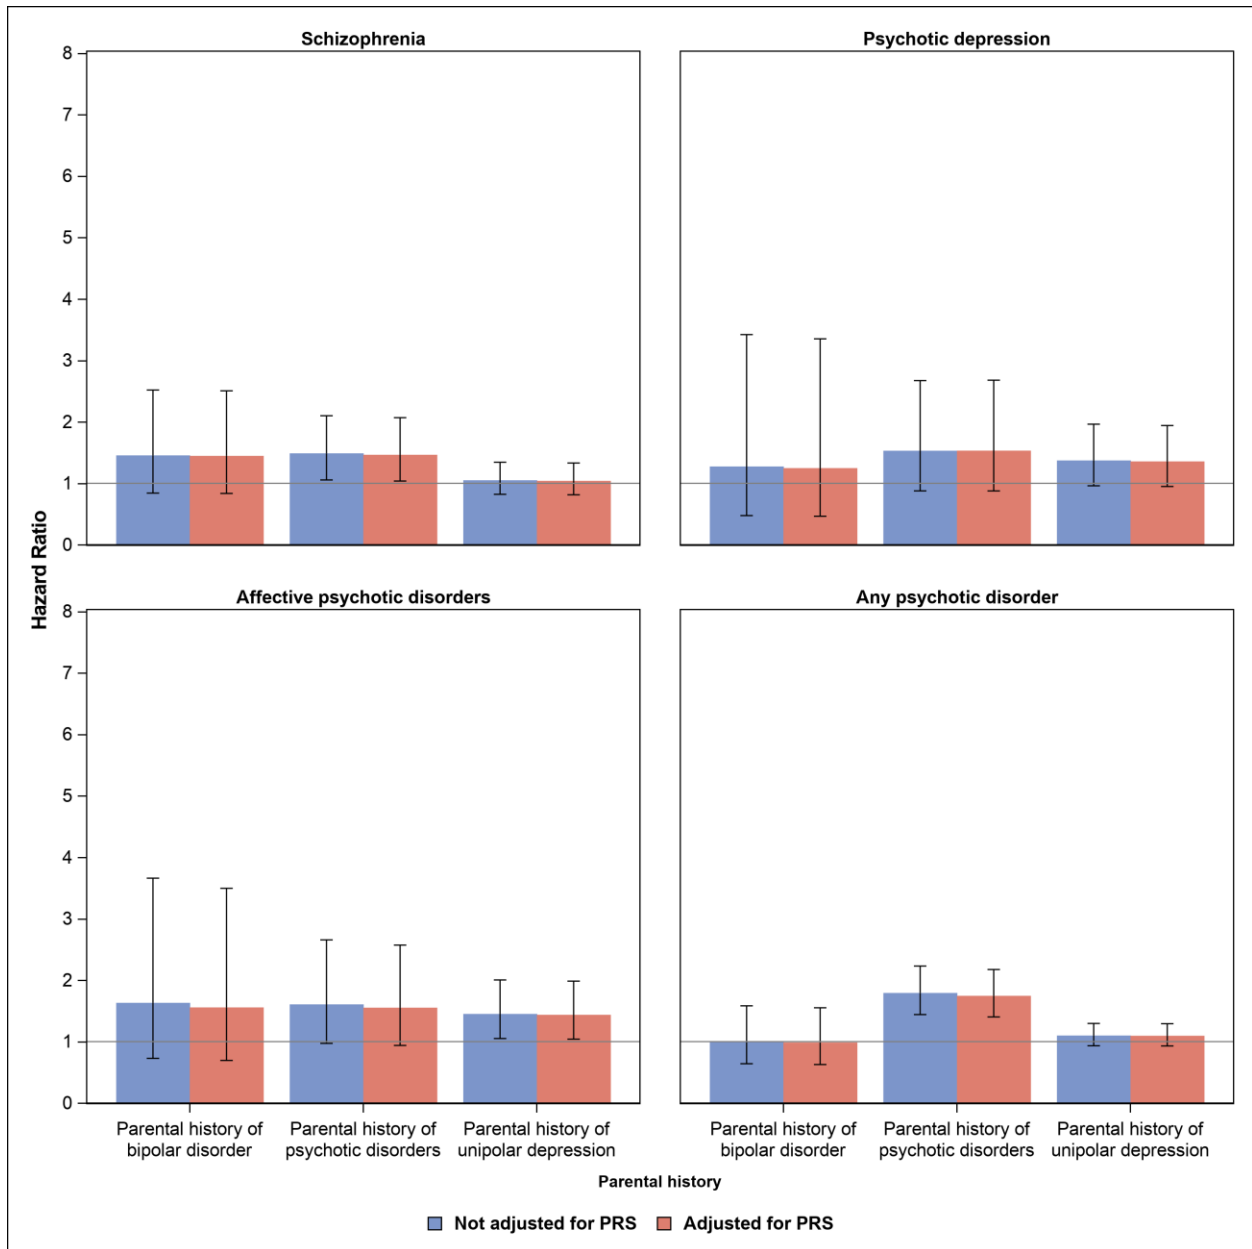 Schizophrenia
Psychotic depression
8
7
6
5
4
3
2
1
0
Hazard Ratio
Affective psychotic disorders
Any psychotic disorder
8
7
6
5
4
3
2
1
0
Parental history of
bipolar disorder
Parental history of
psychotic disorders
Parental history of
unipolar depression
Parental history of
bipolar disorder
Parental history of
psychotic disorders
Parental history of
unipolar depression
Parental history
Not adjusted for PRS
Adjusted for PRS